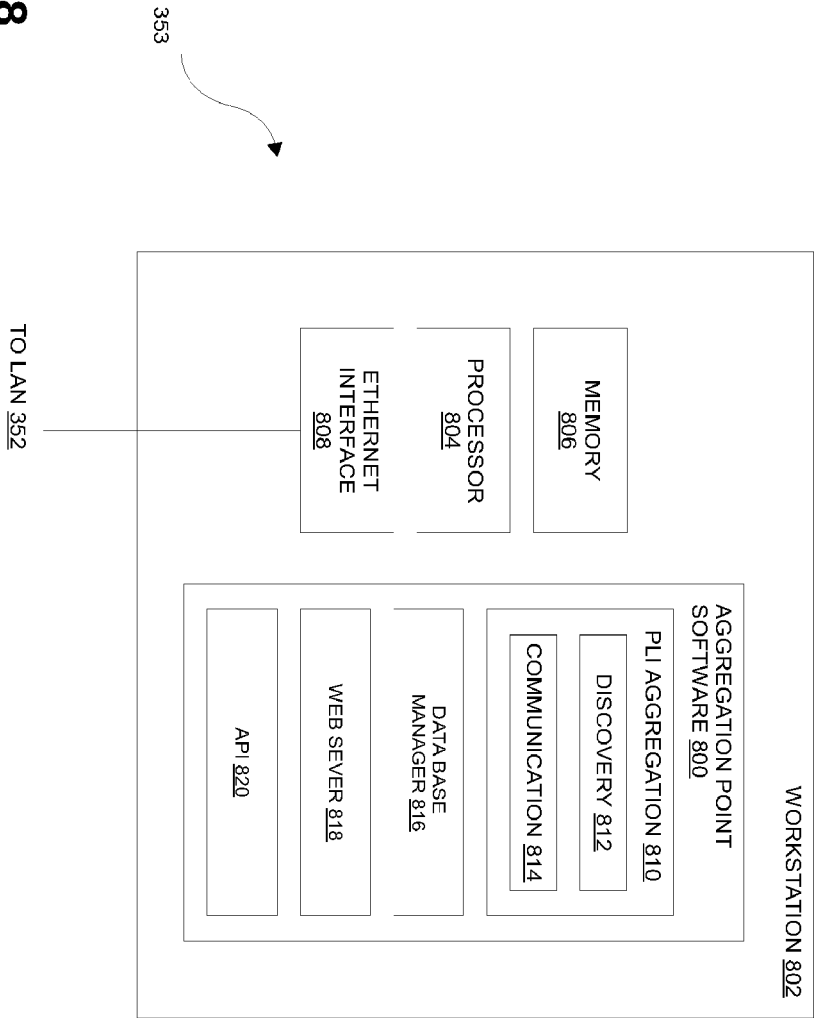 WORKSTATION 802
MEMORY
806
PROCESSOR
804
ETHERNET
INTERFACE
808
AGGREGATION POINT
SOFTWARE 800
PLI AGGREGATION 810
DISCOVERY 812
COMMUNICATION 814
DATA BASE
MANAGER 816
WEB SEVER 818
API 820
353
TO LAN 352
8